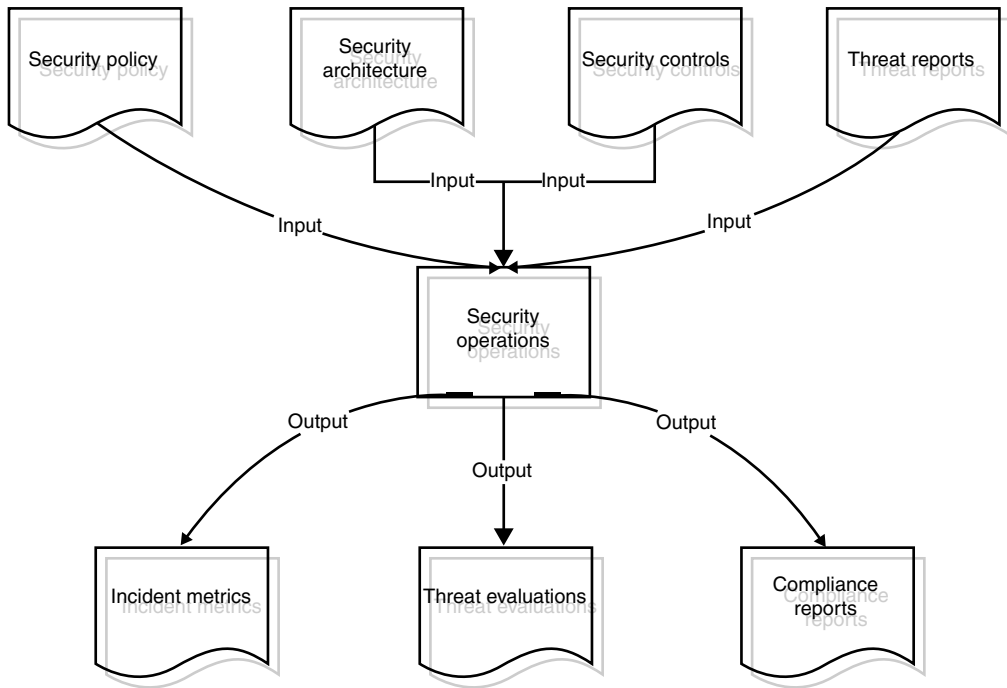 Security policy
Security
architecture
Security controls
Threat reports
Input
Input
Input
Input
Security
operations
Output
Output
Output
Incident metrics
Threat evaluations
Compliance
reports